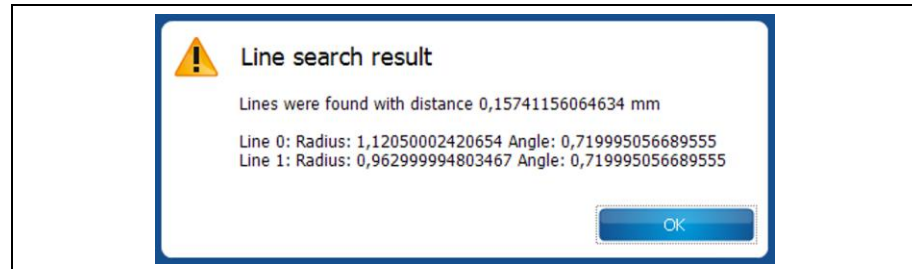 Line search result
Lines were found with distance 0,15741156064634 mm
Line 0: Radius: 1,12050002420654 Angle: 0,719995056689555
Line 1: Radius: 0,962999994803467 Angle: 0,719995056689555
OK